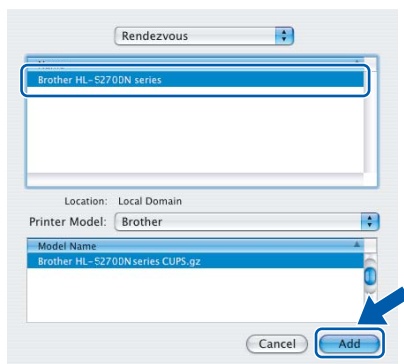 Rendezvous
Name
Brother HL-5270DN series
Location: Local Domain
Printer Model: Brother
Model Name
Brother HL-5270DN series CUPS.gz
Cancel Add